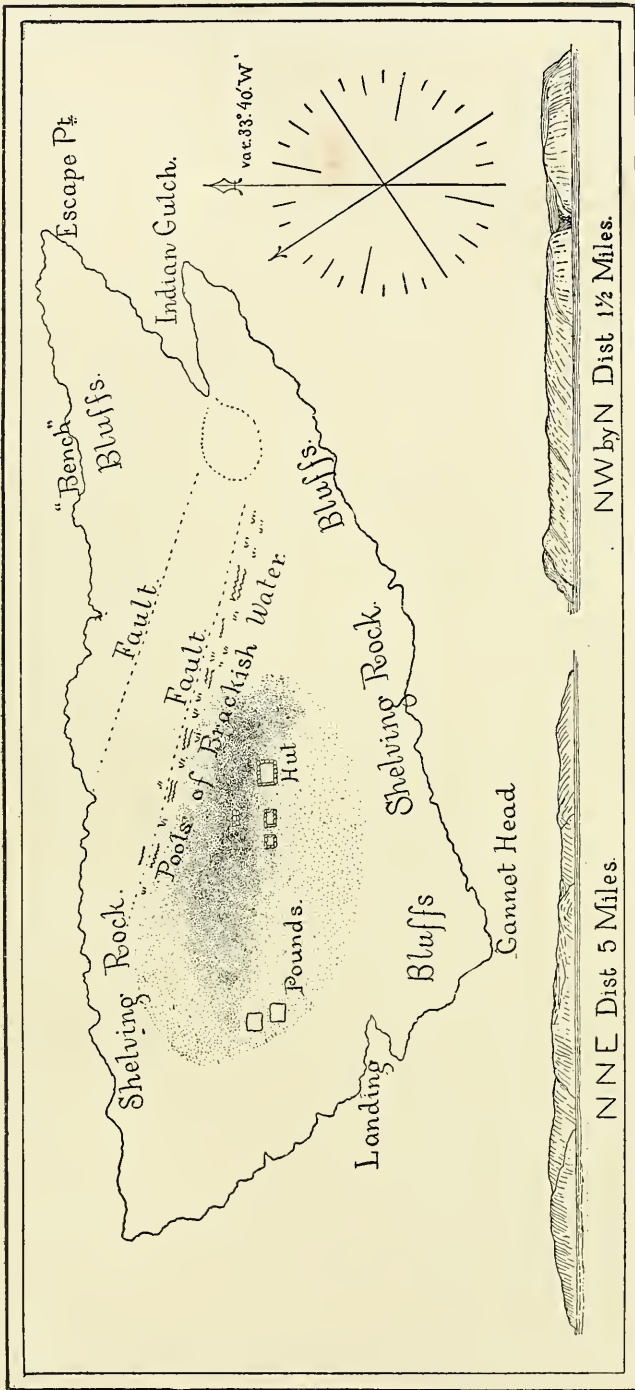 Escape Pt.
Indian Gulch.
var. 33° 40' W
"Bench"
Bluffs.
Fault
Fault
Pools of Brackish Water
Bluffs.
Shelving Rock.
Hut
Shelving Rock.
Pounds.
Bluffs
Landing
Gannet Head
NNE Dist 5 Miles.
NW by N Dist 1½ Miles.